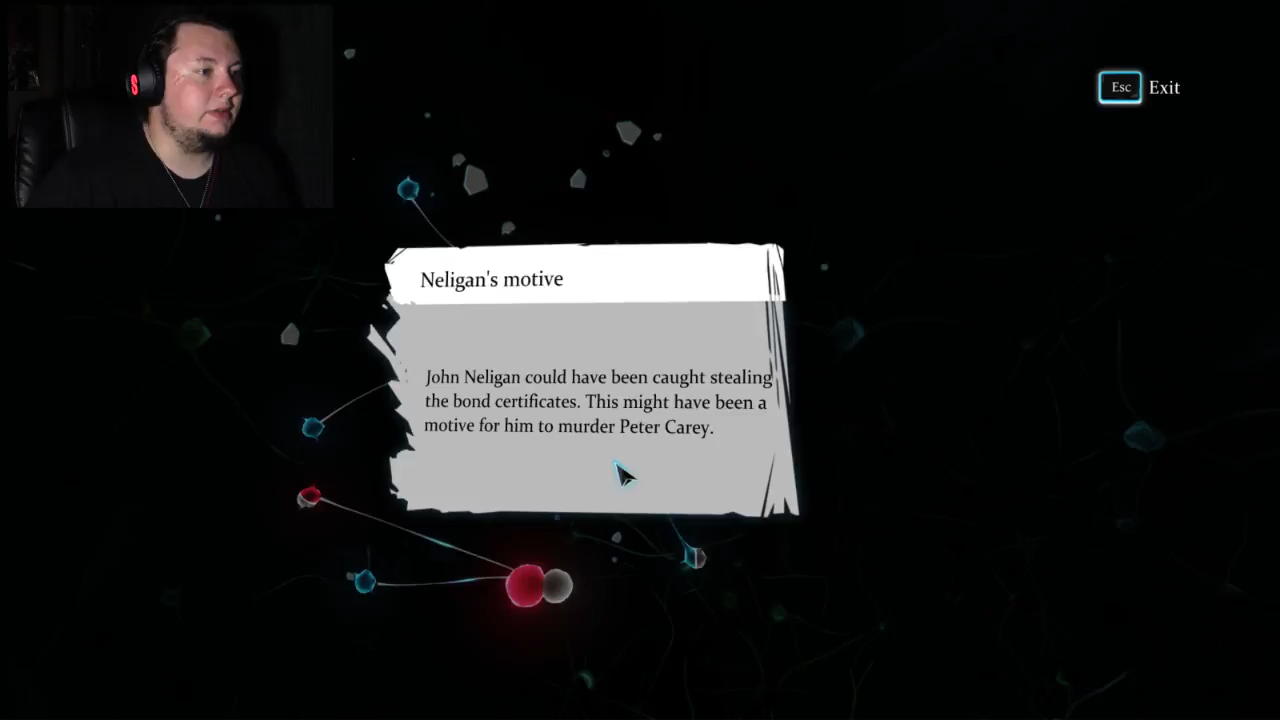 Esc Exit
Neligan's motive
John Neligan could have been caught stealing
the bond certificates. This might have been a
motive for him to murder Peter Carey.